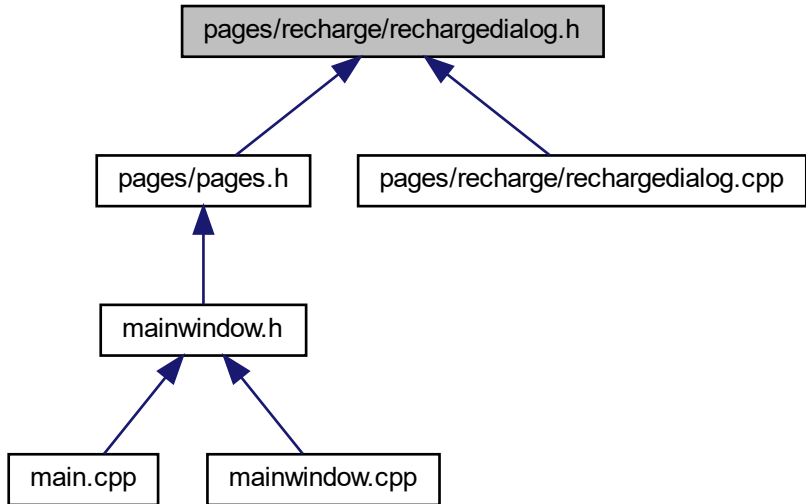 pages/recharge/rechargedialog.h
pages/pages.h
pages/recharge/rechargedialog.cpp
mainwindow.h
main.cpp
mainwindow.cpp